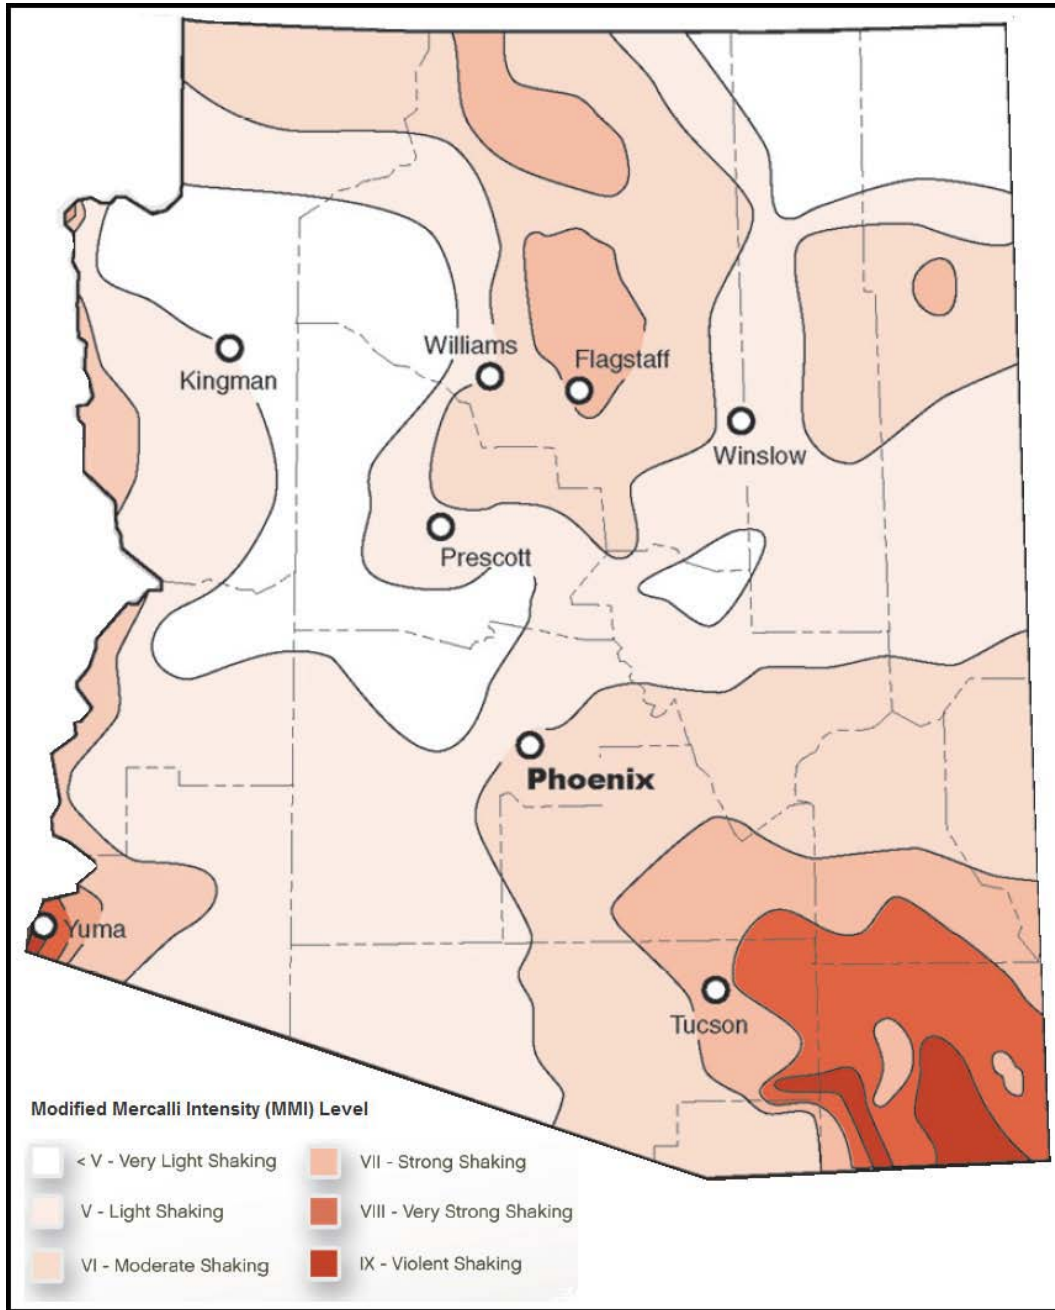 Williams
Flagstaff
Kingman
Winslow
Prescott
Phoenix
Yuma
Tucson
Modified Mercalli Intensity (MMI) Level
< V - Very Light Shaking
V - Light Shaking
VI - Moderate Shaking
VII - Strong Shaking
VIII - Very Strong Shaking
IX - Violent Shaking